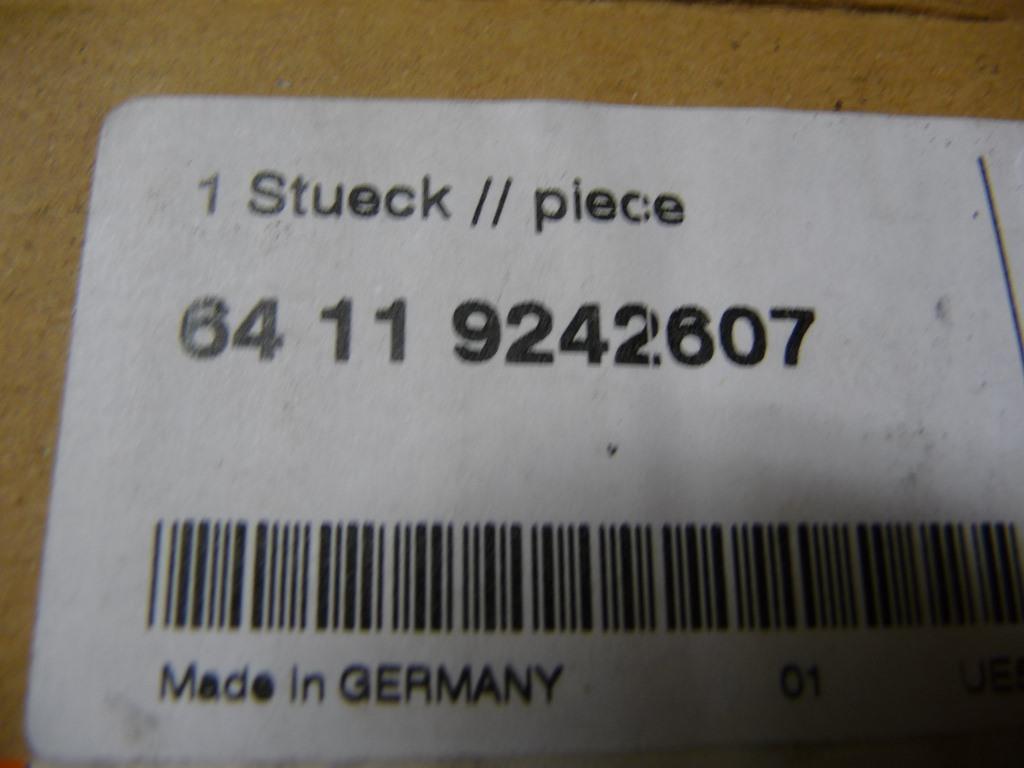 1 Stueck // piece
64 11 9242607
Made in GERMANY 01